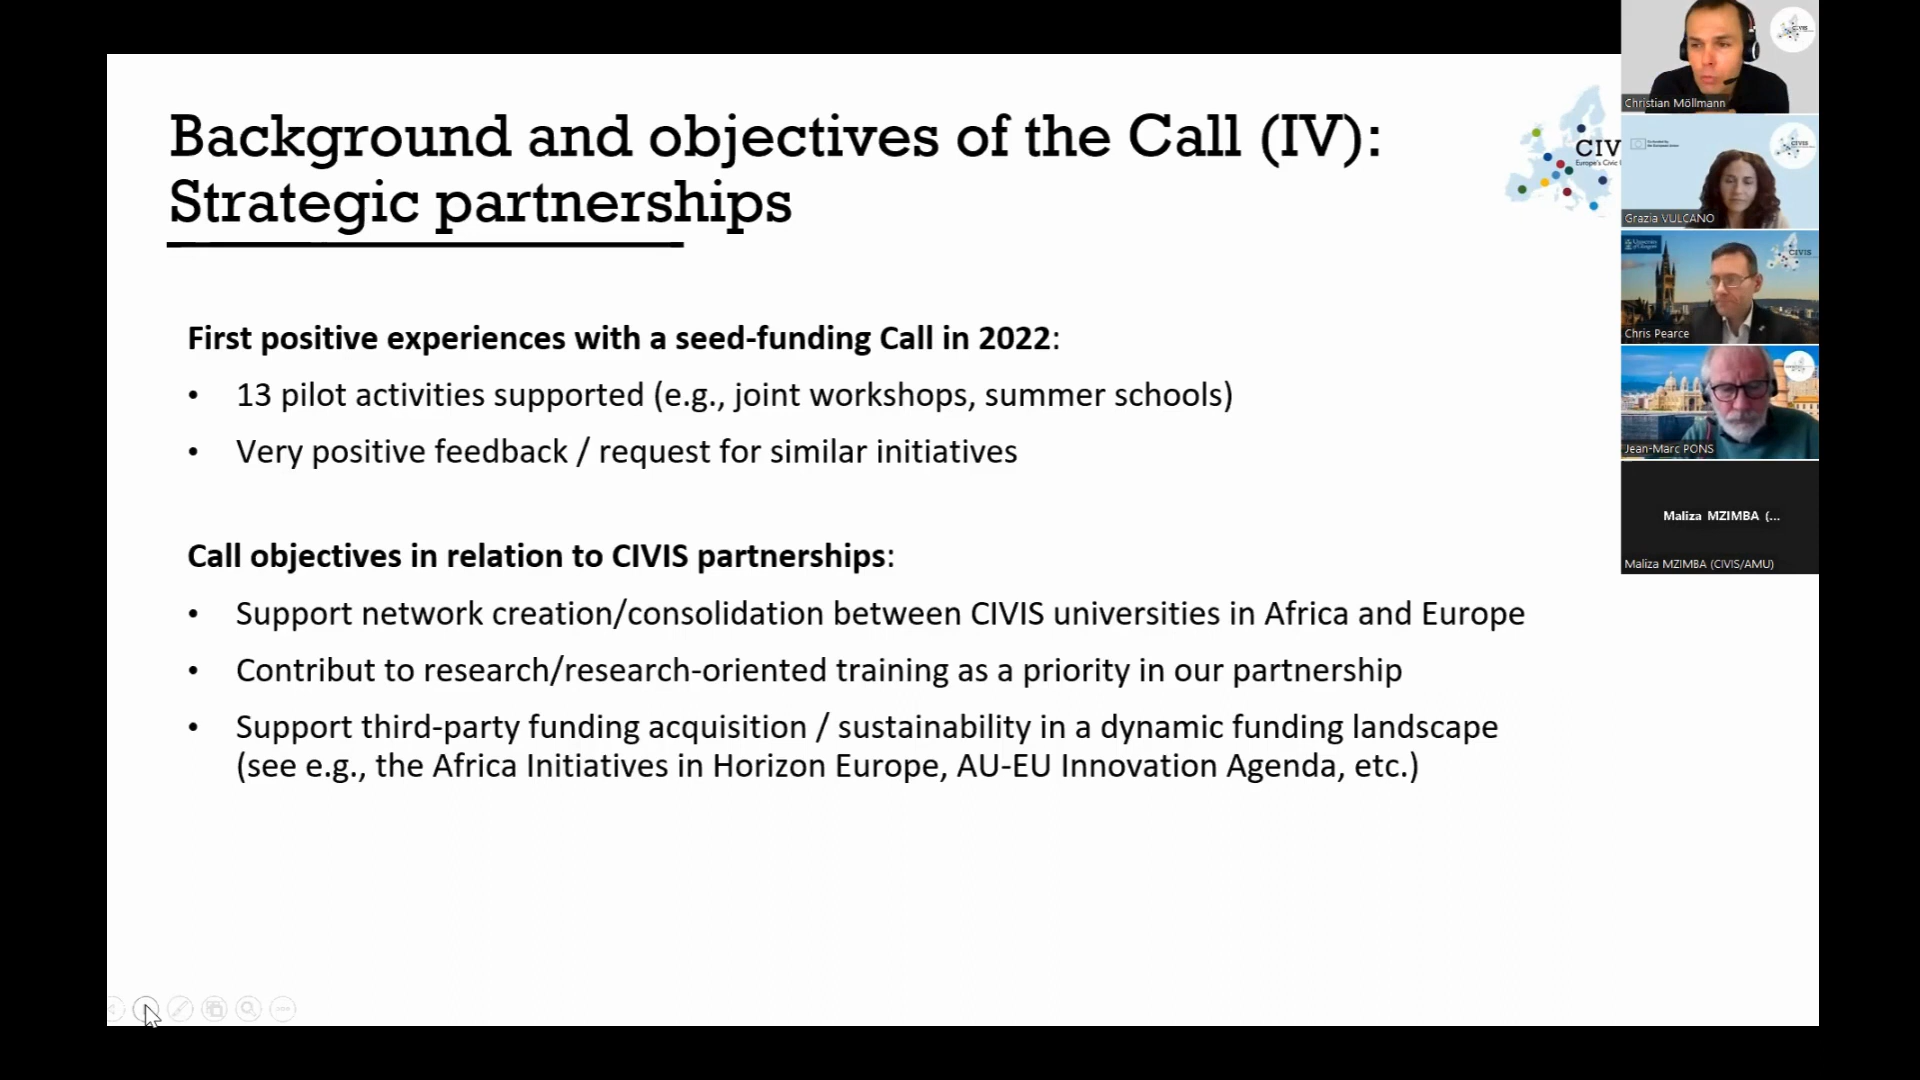 Background and objectives of the Call (IV):
Strategic partnerships
First positive experiences with a seed-funding Call in 2022:
• 13 pilot activities supported (e.g., joint workshops, summer schools)
• Very positive feedback / request for similar initiatives
Call objectives in relation to CIVIS partnerships:
• Support network creation/consolidation between CIVIS universities in Africa and Europe
• Contribut to research/research-oriented training as a priority in our partnership
• Support third-party funding acquisition / sustainability in a dynamic funding landscape
(see e.g., the Africa Initiatives in Horizon Europe, AU-EU Innovation Agenda, etc.)
CIV
Europe's Civic
Christian Möllmann
Grazia VULCANO
CIVIS
Chris Pearce
Jean-Marc PONS
Maliza MZIMBA (...
Maliza MZIMBA (CIVIS/AMU)